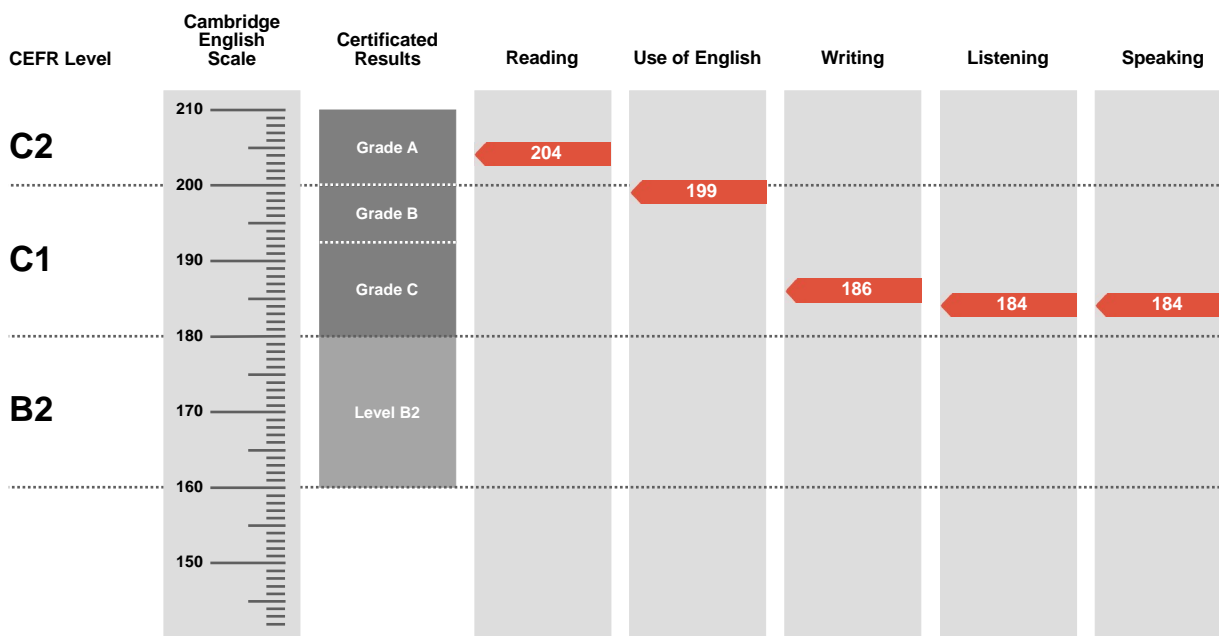 CEFR Level
Cambridge
English
Scale
Certificated
Results
Reading
Use of English
Writing
Listening
Speaking
210
C2
Grade A
204
200
199
Grade B
C1
190
Grade C
186
184
184
180
B2
170
Level B2
160
150